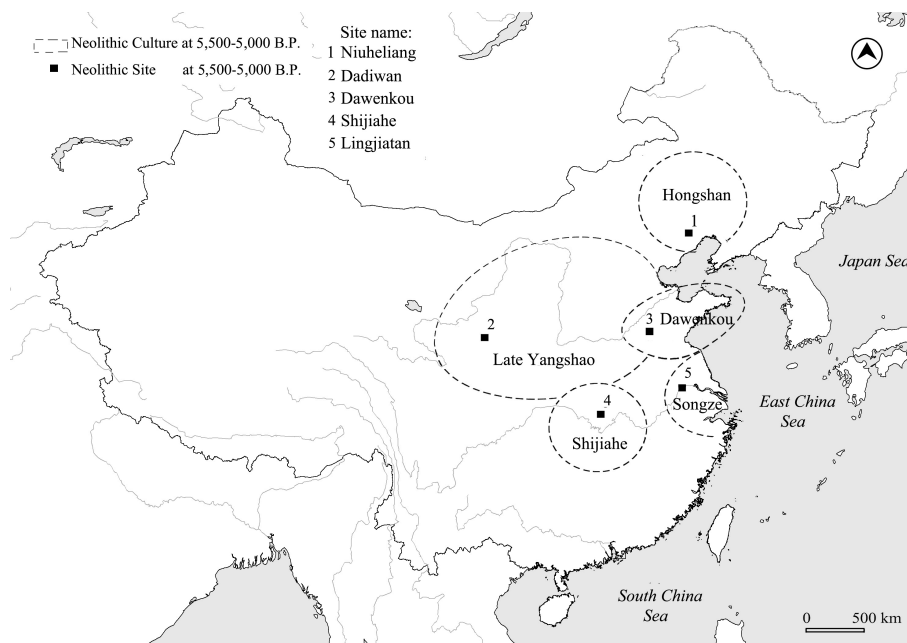 Neolithic Culture at 5,500-5,000 B.P.
Neolithic Site at 5,500-5,000 B.P.
Site name:
1 Niuheliang
2 Dadiwan
3 Dawenkou
4 Shijiahe
5 Lingjiatan
Hongshan
1
Japan Sea
2
3 Dawenkou
Late Yangshao
5
Songze
4
Shijiahe
East China
Sea
South China
Sea
0 500 km